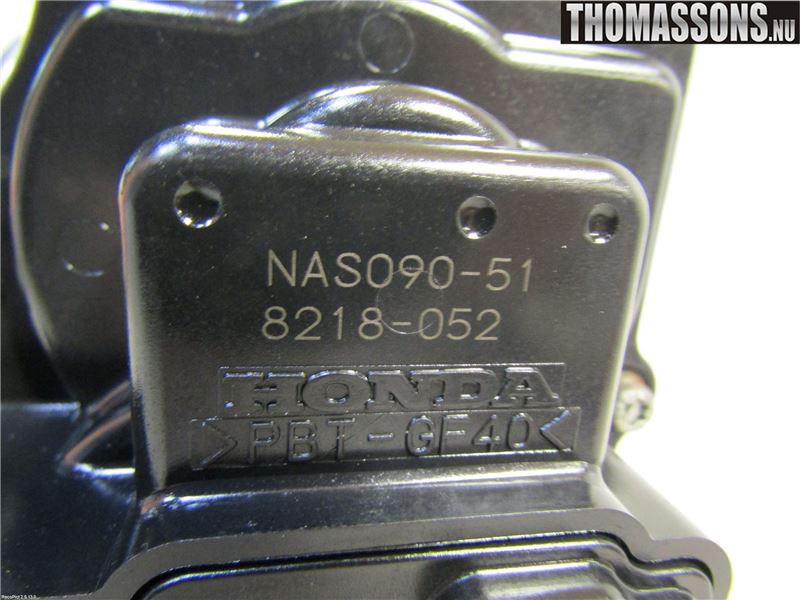 THOMASSONS.NU
NAS090-51
8218-052
HONDA
>PBT-GF40<